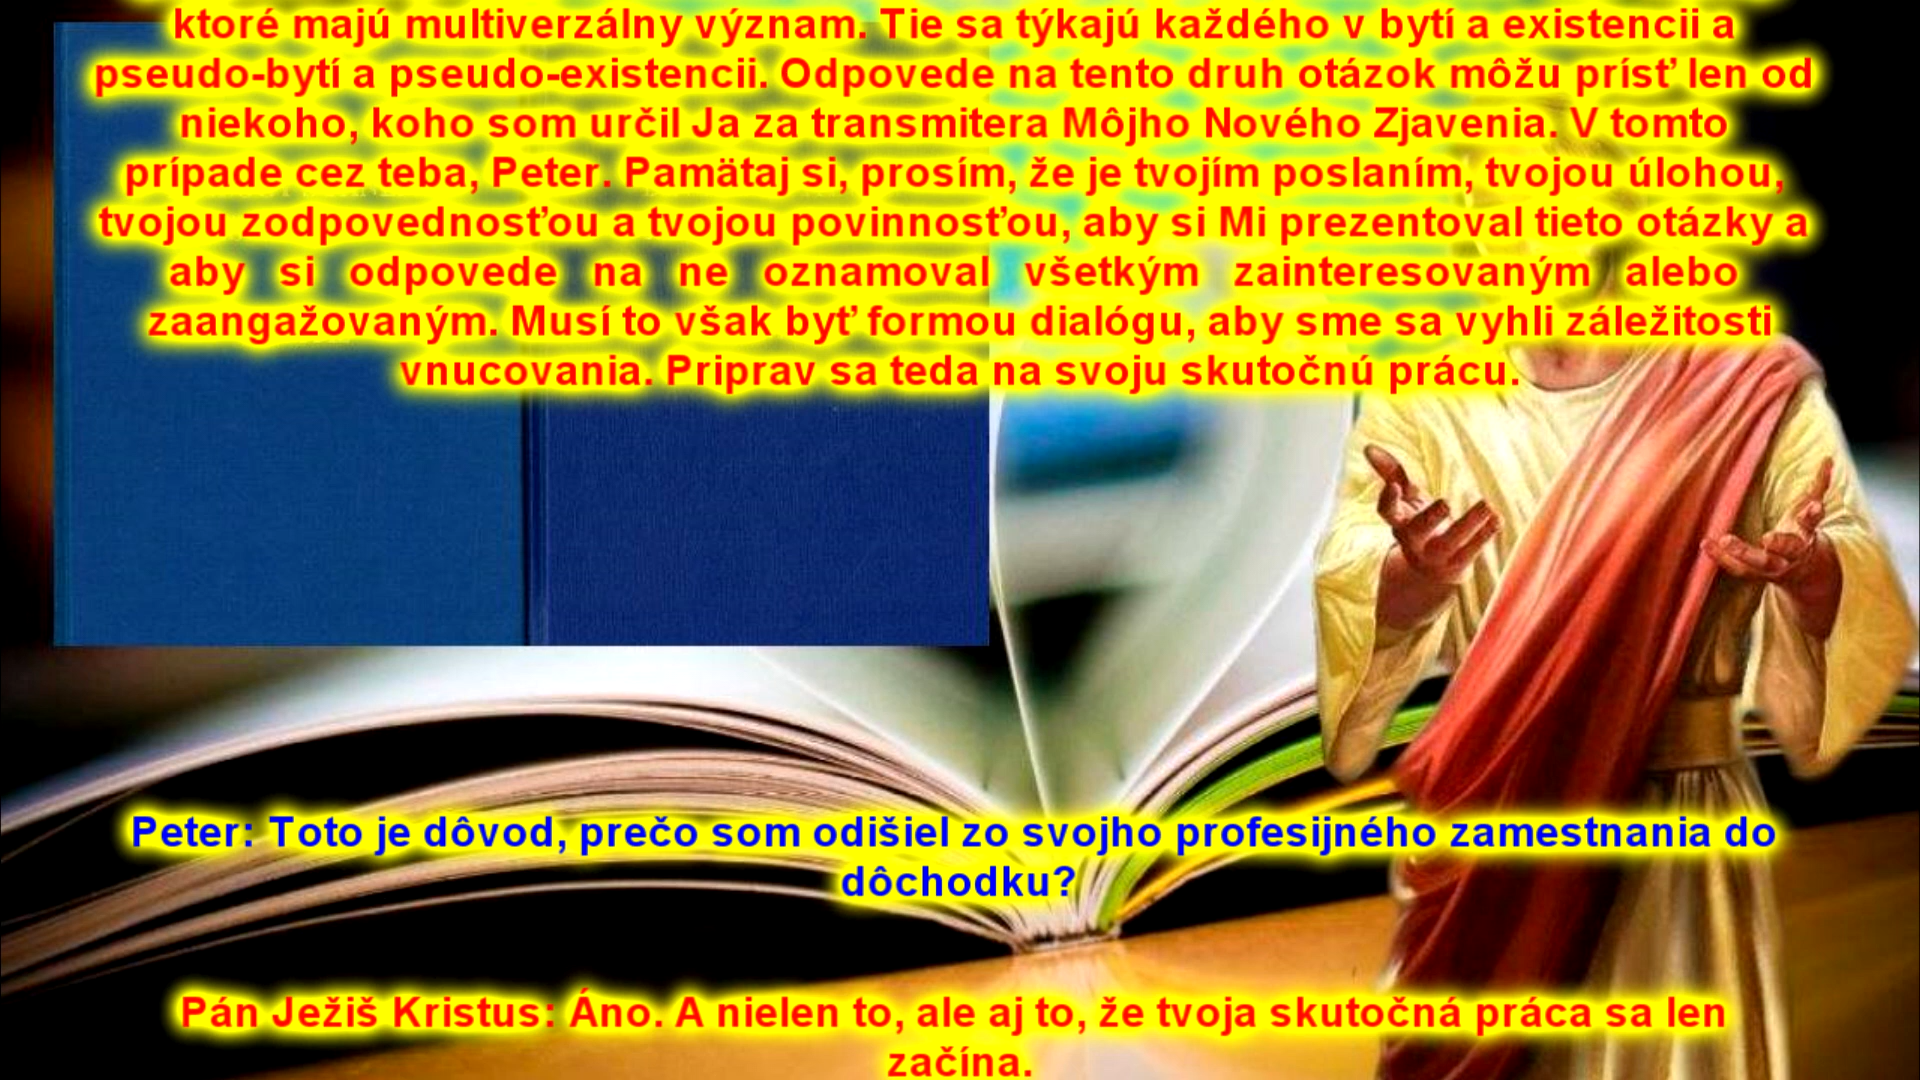 ktoré majú multiverzálny význam. Tie sa týkajú každého v bytí a existencii a
pseudo-bytí a pseudo-existencii. Odpovede na tento druh otázok môžu prísť len od
niekoho, koho som určil Ja za transmitera Môjho Nového Zjavenia. V tomto
prípade cez teba, Peter. Pamätaj si, prosím, že je tvojím poslaním, tvojou úlohou,
tvojou zodpovednosťou a tvojou povinnosťou, aby si Mi prezentoval tieto otázky a
aby si odpovede na ne oznamoval všetkým zainteresovaným alebo
zaangažovaným. Musí to však byť formou dialógu, aby sme sa vyhli záležitosti
vnucovania. Priprav sa teda na svoju skutočnú prácu.
Peter: Toto je dôvod, prečo som odišiel zo svojho profesijného zamestnania do
dôchodku?
Pán Ježiš Kristus: Áno. A nielen to, ale aj to, že tvoja skutočná práca sa len
začína.